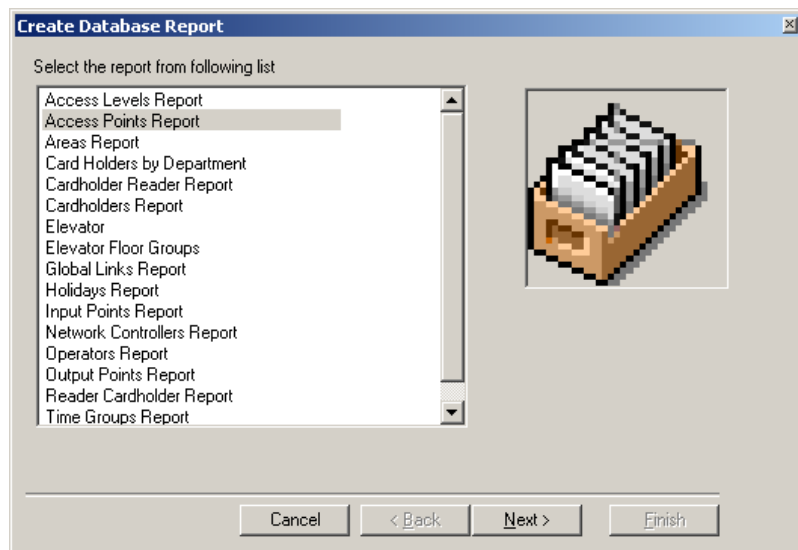 Create Database Report
Select the report from following list
Access Levels Report
Access Points Report
Areas Report
Card Holders by Department
Cardholder Reader Report
Cardholders Report
Elevator
Elevator Floor Groups
Global Links Report
Holidays Report
Input Points Report
Network Controllers Report
Operators Report
Output Points Report
Reader Cardholder Report
Time Groups Report
Cancel < Back Next > Finish